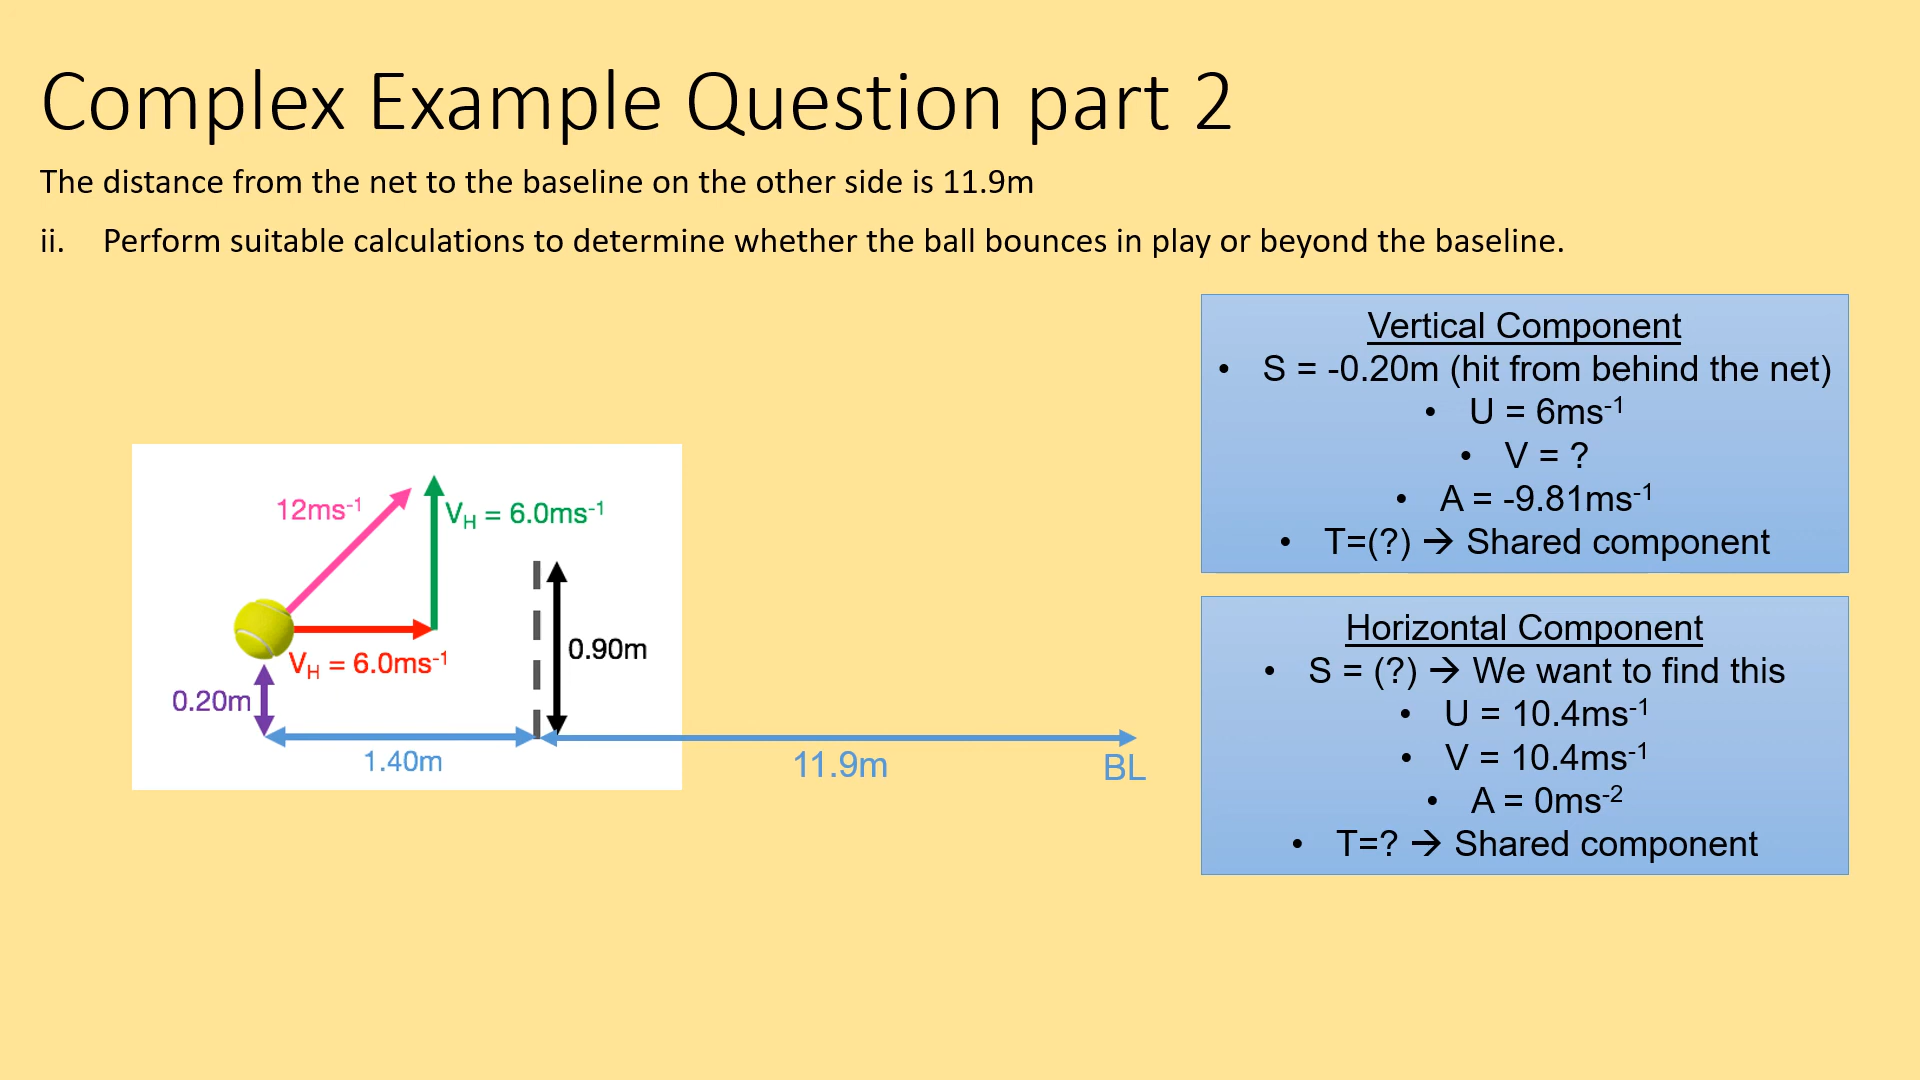 Complex Example Question part 2
The distance from the net to the baseline on the other side is 11.9m
ii. Perform suitable calculations to determine whether the ball bounces in play or beyond the baseline.
12ms⁻¹
V_H = 6.0ms⁻¹
0.90m
V_H = 6.0ms⁻¹
0.20m
1.40m
11.9m
BL
Vertical Component
• S = -0.20m (hit from behind the net)
• U = 6ms⁻¹
• V = ?
• A = -9.81ms⁻¹
• T=(?) → Shared component
Horizontal Component
• S = (?) → We want to find this
• U = 10.4ms⁻¹
• V = 10.4ms⁻¹
• A = 0ms⁻²
• T=? → Shared component